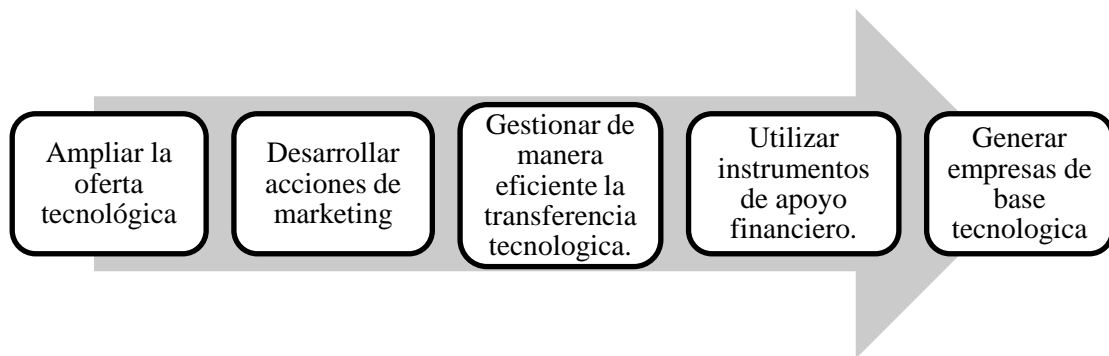 Ampliar la
oferta
tecnológica
Desarrollar
acciones de
marketing
Gestionar de
manera
eficiente la
transferencia
tecnologica.
Utilizar
instrumentos
de apoyo
financiero.
Generar
empresas de
base
tecnologica